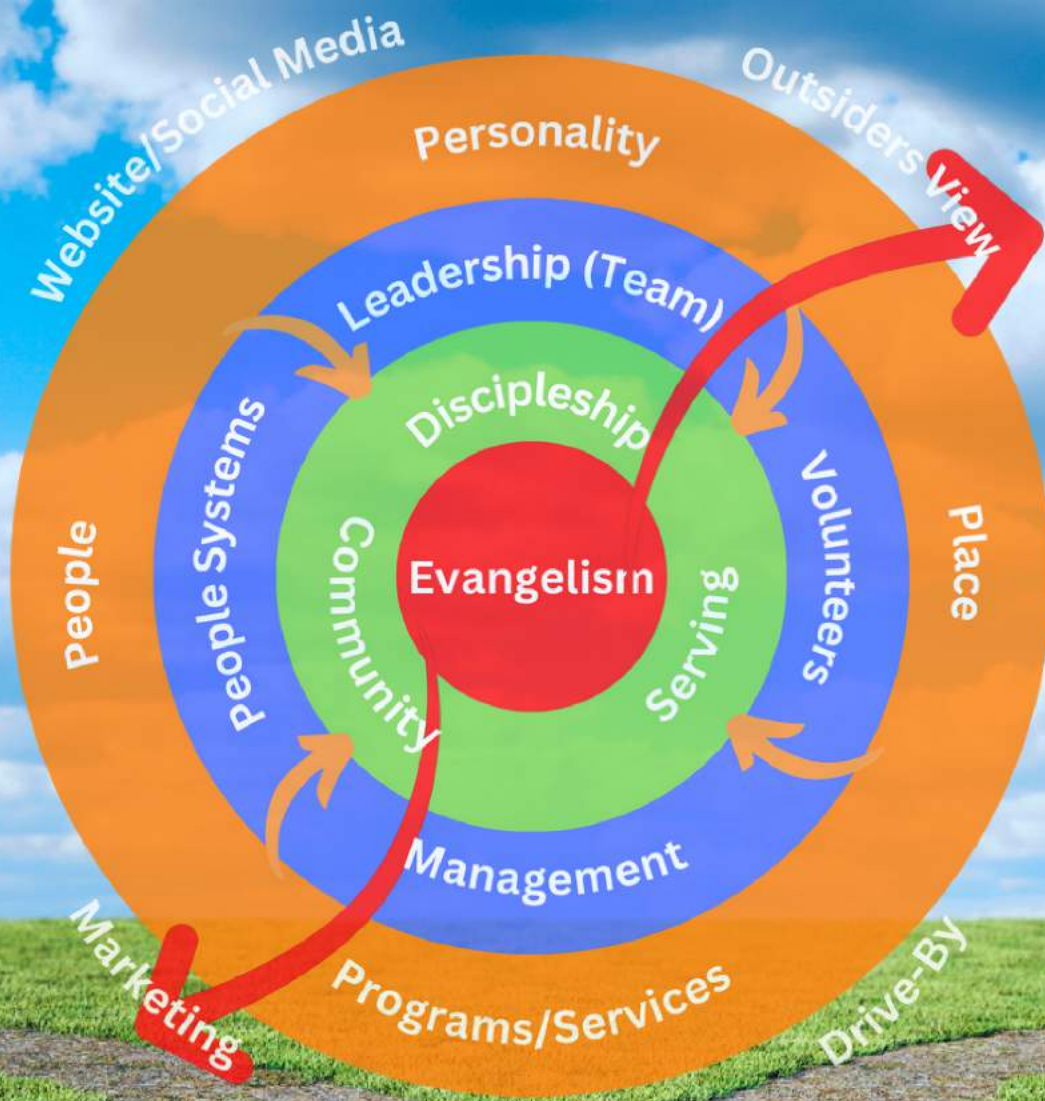 Website/Social Media
Outsiders View
Personality
Leadership (Team)
Discipleship
People
People Systems
Community
Evangelism
Serving
Volunteers
Place
Management
Programs/Services
Marketing
Drive-By